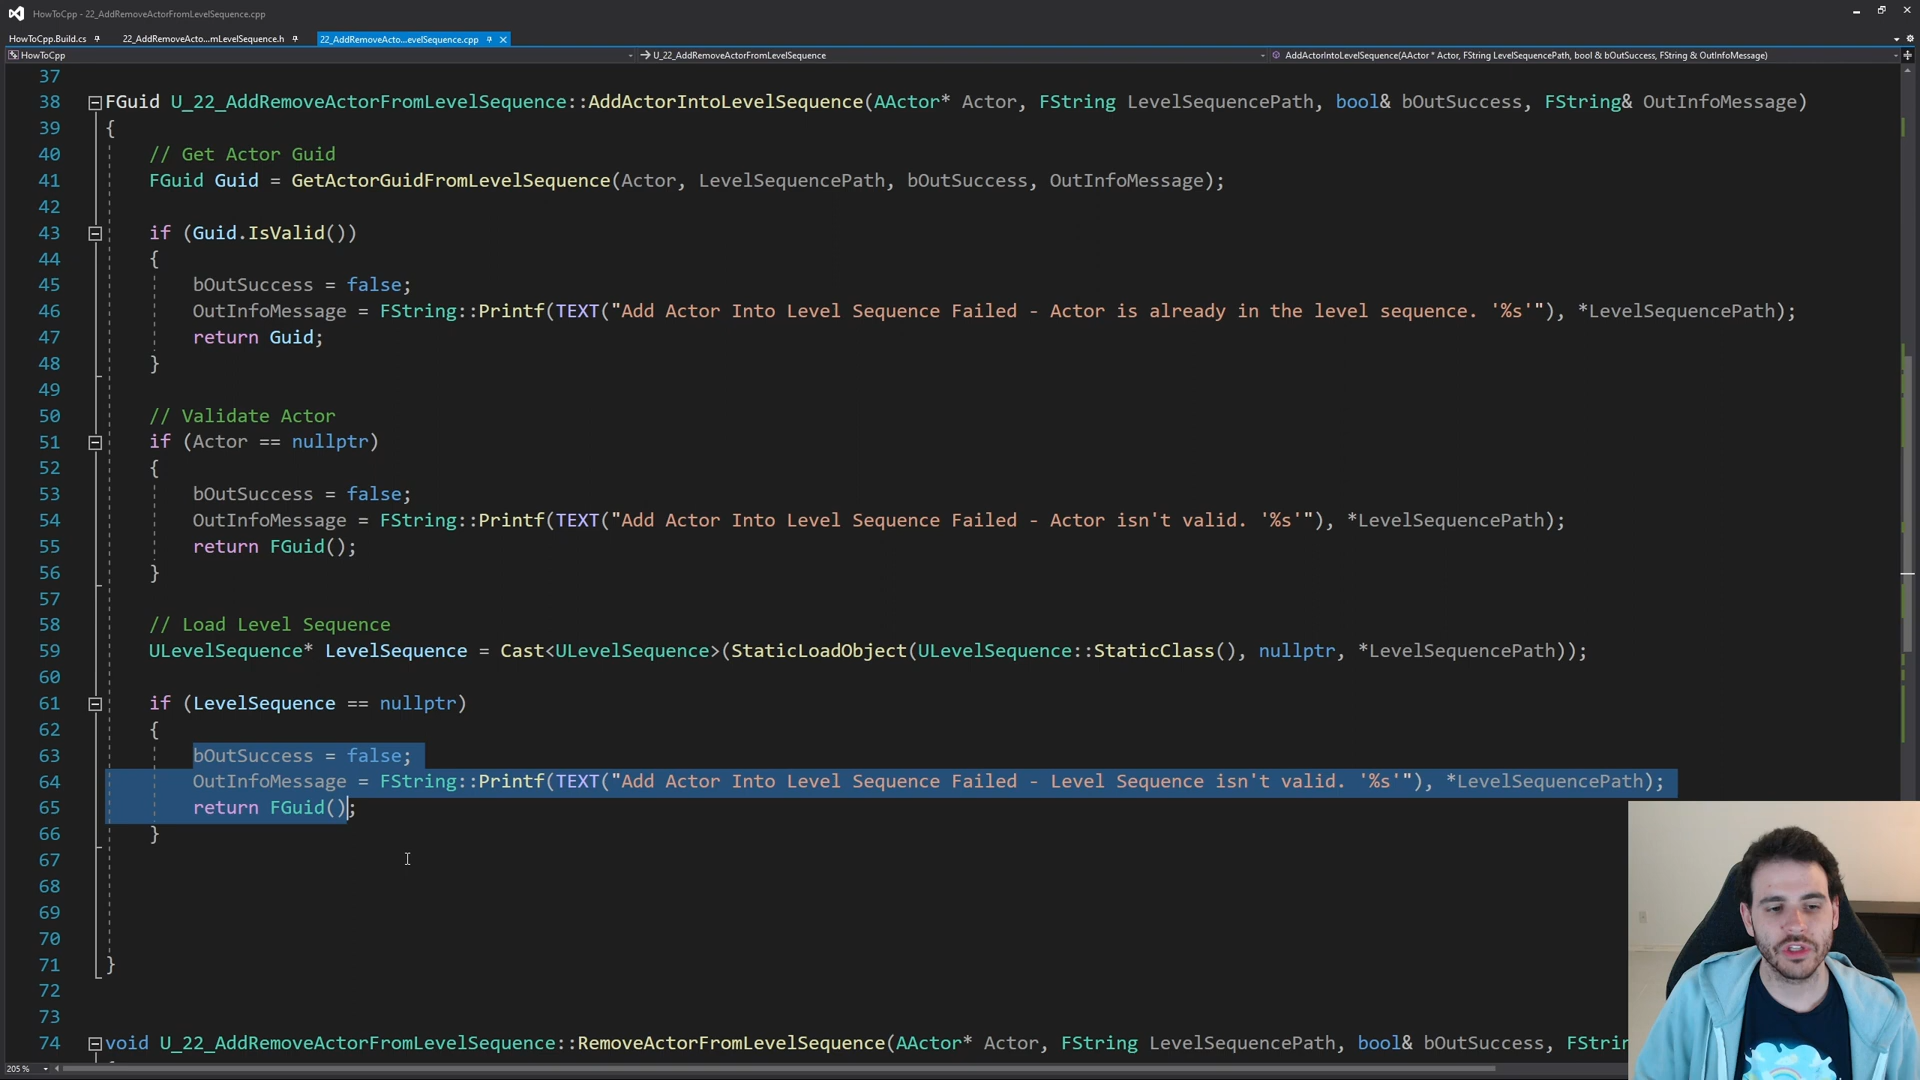 HowToCpp - 22_AddRemoveActorFromLevelSequence.cpp
HowToCpp.Build.cs 22_AddRemoveActo...mLevelSequence.h 22_AddRemoveActo...evelSequence.cpp
HowToCpp U_22_AddRemoveActorFromLevelSequence AddActorIntoLevelSequence(AActor * Actor, FString LevelSequencePath, bool & bOutSuccess, FString & OutInfoMessage)
37
38 FGuid U_22_AddRemoveActorFromLevelSequence::AddActorIntoLevelSequence(AActor* Actor, FString LevelSequencePath, bool& bOutSuccess, FString& OutInfoMessage)
39 {
40 // Get Actor Guid
41 FGuid Guid = GetActorGuidFromLevelSequence(Actor, LevelSequencePath, bOutSuccess, OutInfoMessage);
42
43 if (Guid.IsValid())
44 {
45 bOutSuccess = false;
46 OutInfoMessage = FString::Printf(TEXT("Add Actor Into Level Sequence Failed - Actor is already in the level sequence. '%s'"), *LevelSequencePath);
47 return Guid;
48 }
49
50 // Validate Actor
51 if (Actor == nullptr)
52 {
53 bOutSuccess = false;
54 OutInfoMessage = FString::Printf(TEXT("Add Actor Into Level Sequence Failed - Actor isn't valid. '%s'"), *LevelSequencePath);
55 return FGuid();
56 }
57
58 // Load Level Sequence
59 ULevelSequence* LevelSequence = Cast<ULevelSequence>(StaticLoadObject(ULevelSequence::StaticClass(), nullptr, *LevelSequencePath));
60
61 if (LevelSequence == nullptr)
62 {
63 bOutSuccess = false;
64 OutInfoMessage = FString::Printf(TEXT("Add Actor Into Level Sequence Failed - Level Sequence isn't valid. '%s'"), *LevelSequencePath);
65 return FGuid();
66 }
67
68
69
70
71 }
72
73
74 void U_22_AddRemoveActorFromLevelSequence::RemoveActorFromLevelSequence(AActor* Actor, FString LevelSequencePath, bool& bOutSuccess, FStrin
205 %